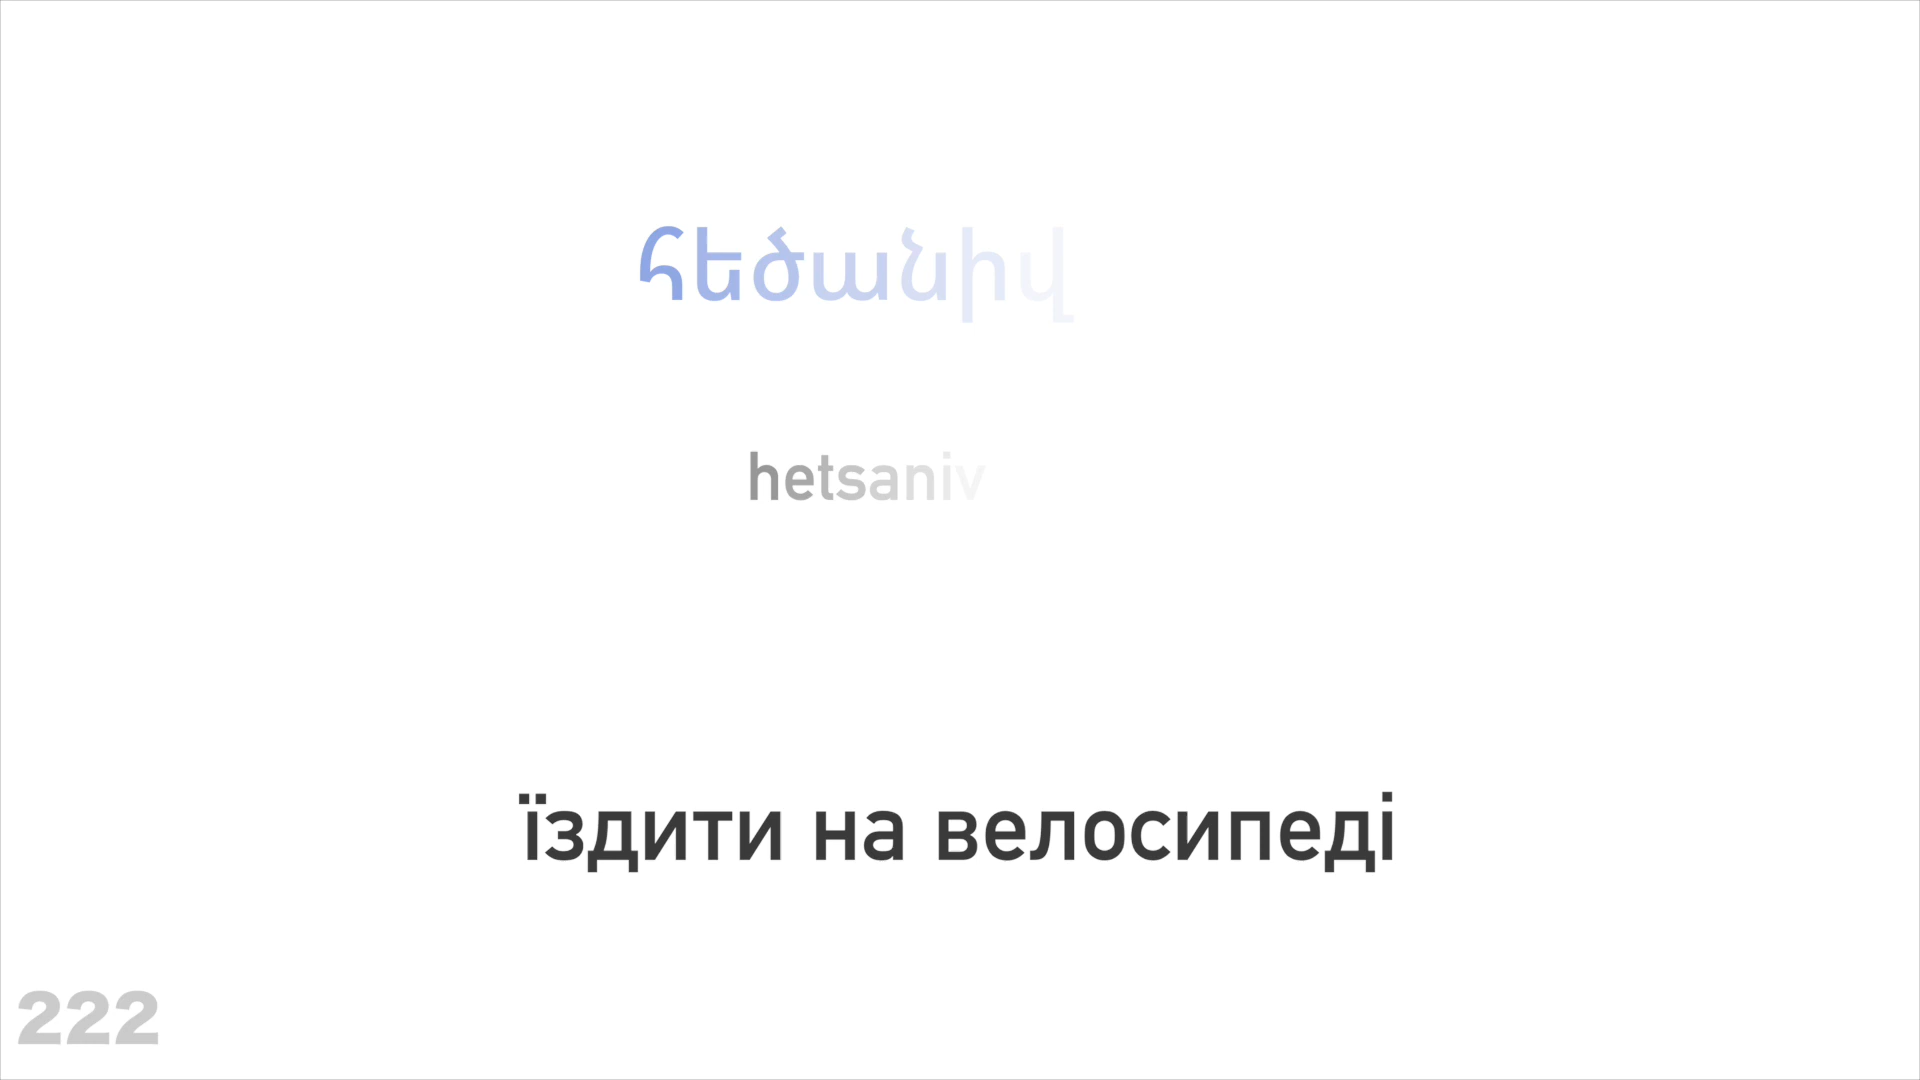 հեծանիվ
hetsaniv
їздити на велосипеді
222